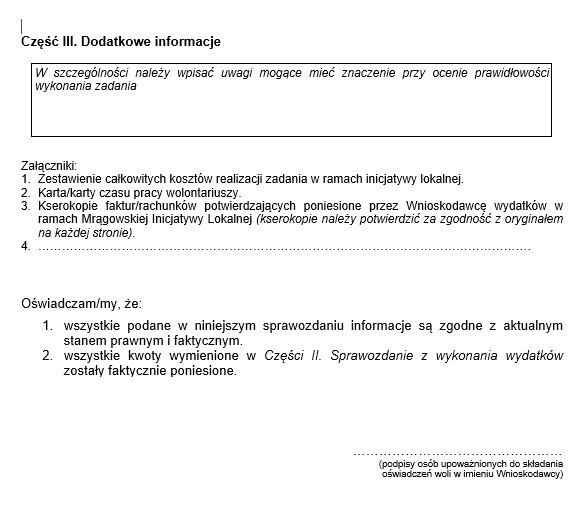 Część III. Dodatkowe informacje
W szczególności należy wpisać uwagi mogące mieć znaczenie przy ocenie prawidłowości
wykonania zadania
Załączniki:
1. Zestawienie całkowitych kosztów realizacji zadania w ramach inicjatywy lokalnej.
2. Karta/karty czasu pracy wolontariuszy.
3. Kserokopie faktur/rachunków potwierdzających poniesione przez Wnioskodawcę wydatków w
ramach Mrągowskiej Inicjatywy Lokalnej (kserokopie należy potwierdzić za zgodność z oryginałem
na każdej stronie).
4. ……………………………………………………………………………………………………………
Oświadczam/my, że:
1. wszystkie podane w niniejszym sprawozdaniu informacje są zgodne z aktualnym
stanem prawnym i faktycznym.
2. wszystkie kwoty wymienione w Części II. Sprawozdanie z wykonania wydatków
zostały faktycznie poniesione.
……………………………………………
(podpisy osób upoważnionych do składania
oświadczeń woli w imieniu Wnioskodawcy)